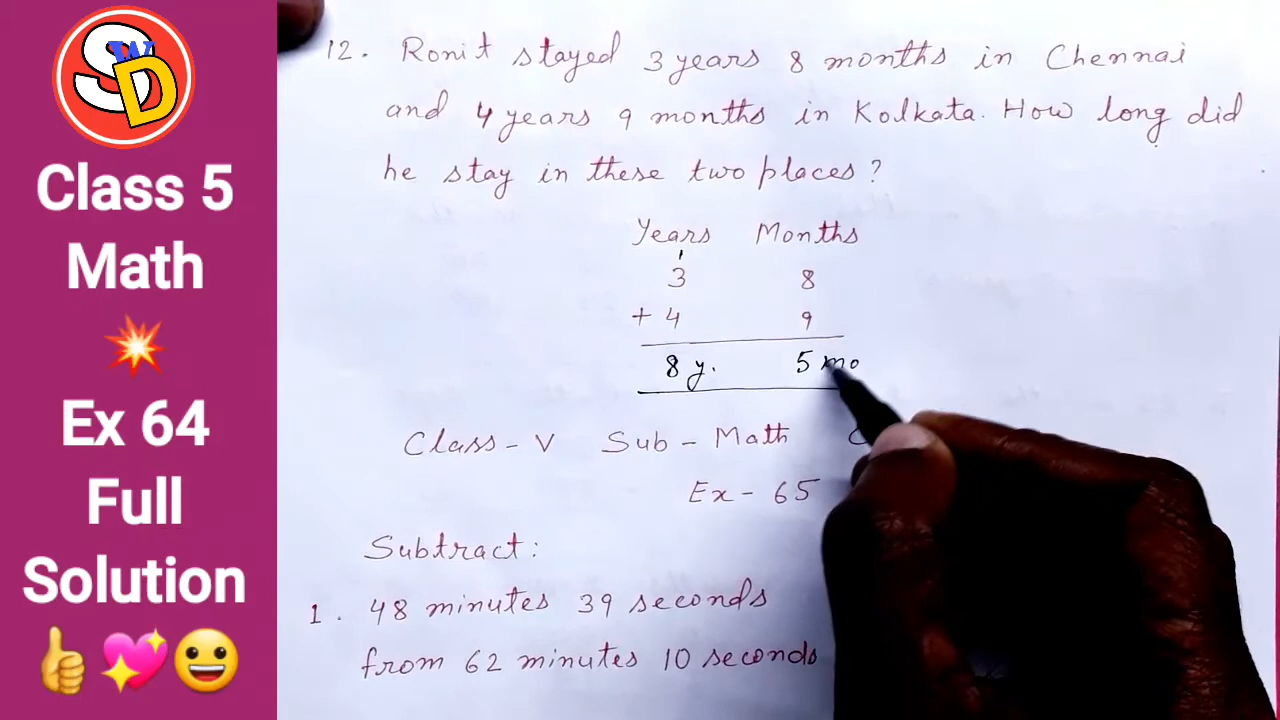 SWD
Class 5
Math
💥
Ex 64
Full
Solution
👍💖😀
12. Ronit stayed 3 years 8 months in Chennai
and 4 years 9 months in Kolkata. How long did
he stay in these two places?
Years Months
1
3 8
+ 4 9
8 y. 5 mo
Class - V Sub - Math
Ex - 65
Subtract:
1. 48 minutes 39 seconds
from 62 minutes 10 seconds